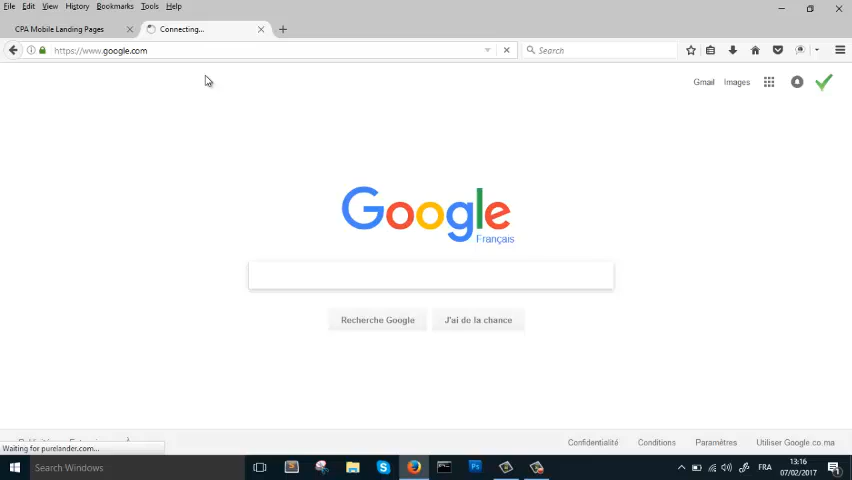 File Edit View History Bookmarks Tools Help
CPA Mobile Landing Pages
Connecting...
https://www.google.com
Search
Gmail Images
Google
Français
Recherche Google J'ai de la chance
Confidentialité Conditions Paramètres Utiliser Google.co.ma
Waiting for purelander.com...
Search Windows
Ps
FRA
13:16
07/02/2017
1